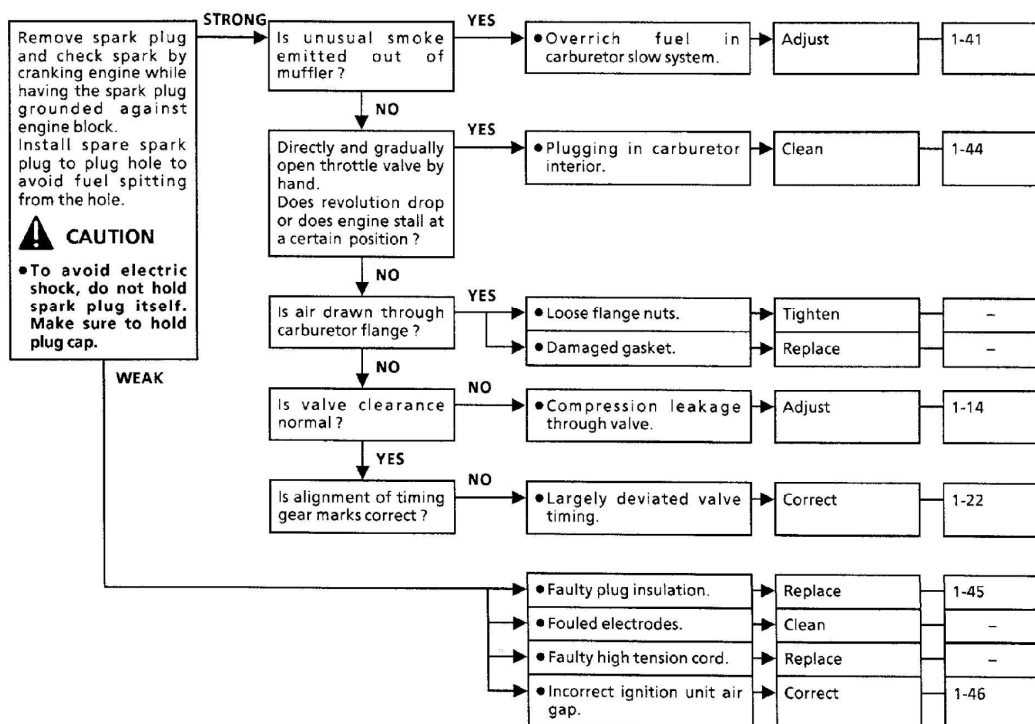 Remove spark plug
and check spark by
cranking engine while
having the spark plug
grounded against
engine block.
Install spare spark
plug to plug hole to
avoid fuel spitting
from the hole.
CAUTION
●To avoid electric
shock, do not hold
spark plug itself.
Make sure to hold
plug cap.
STRONG
Is unusual smoke
emitted out of
muffler ?
YES
●Overrich fuel in
carburetor slow system.
Adjust
1-41
NO
Directly and gradually
open throttle valve by
hand.
Does revolution drop
or does engine stall at
a certain position ?
YES
●Plugging in carburetor
interior.
Clean
1-44
NO
Is air drawn through
carburetor flange ?
YES
●Loose flange nuts.
Tighten
–
●Damaged gasket.
Replace
–
NO
Is valve clearance
normal ?
NO
●Compression leakage
through valve.
Adjust
1-14
YES
Is alignment of timing
gear marks correct ?
NO
●Largely deviated valve
timing.
Correct
1-22
WEAK
●Faulty plug insulation.
Replace
1-45
●Fouled electrodes.
Clean
–
●Faulty high tension cord.
Replace
–
●Incorrect ignition unit air
gap.
Correct
1-46